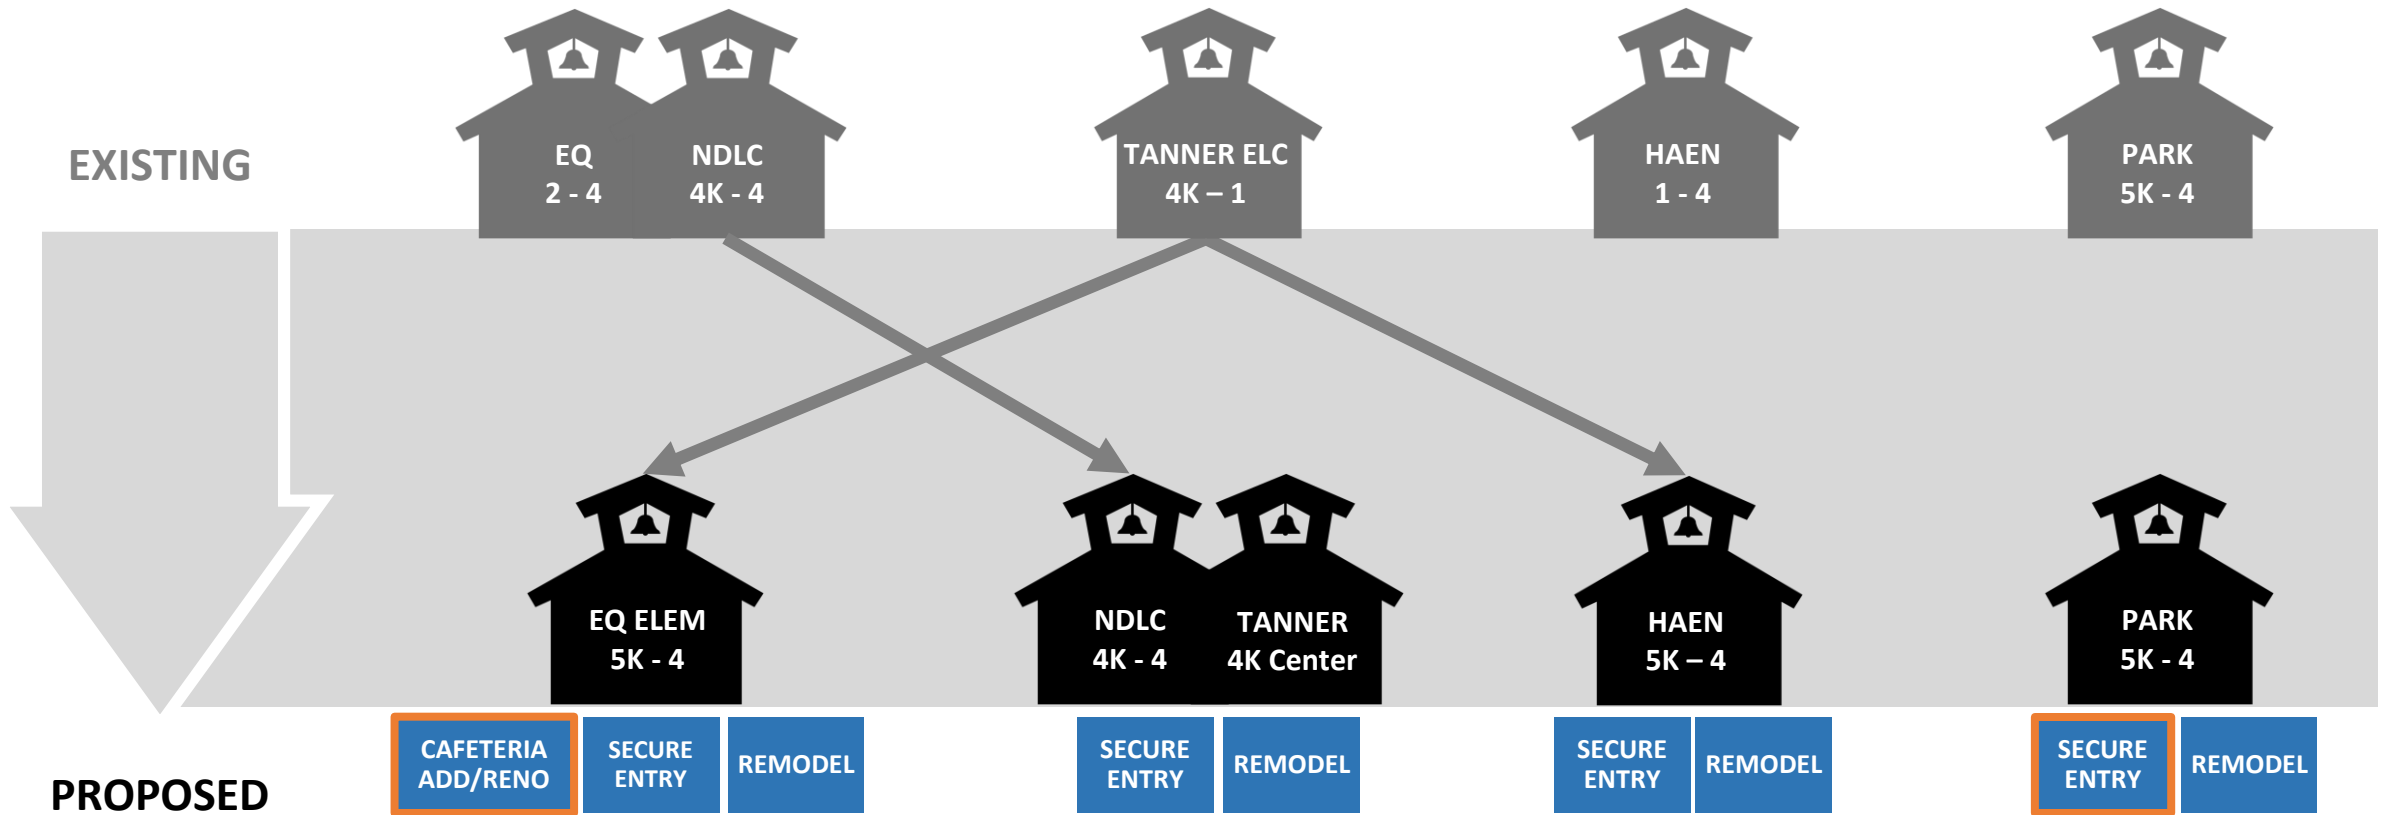 EXISTING
EQ
2 - 4
NDLC
4K - 4
TANNER ELC
4K – 1
HAEN
1 - 4
PARK
5K - 4
EQ ELEM
5K - 4
NDLC
4K - 4
TANNER
4K Center
HAEN
5K – 4
PARK
5K - 4
PROPOSED
CAFETERIA
ADD/RENO
SECURE
ENTRY
REMODEL
SECURE
ENTRY
REMODEL
SECURE
ENTRY
REMODEL
SECURE
ENTRY
REMODEL